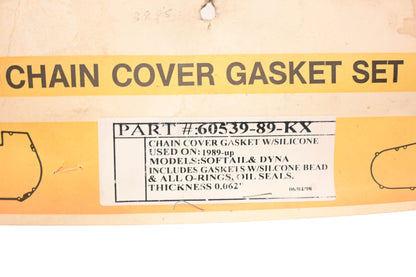 CHAIN COVER GASKET SET
PART #:60539-89-KX
CHAIN COVER GASKET W/SILICONE
USED ON: 1989-up
MODELS:SOFTAIL& DYNA
INCLUDES GASKETS W/SILCONE BEAD
& ALL O-RINGS, OIL SEALS.
THICKNESS 0.062"